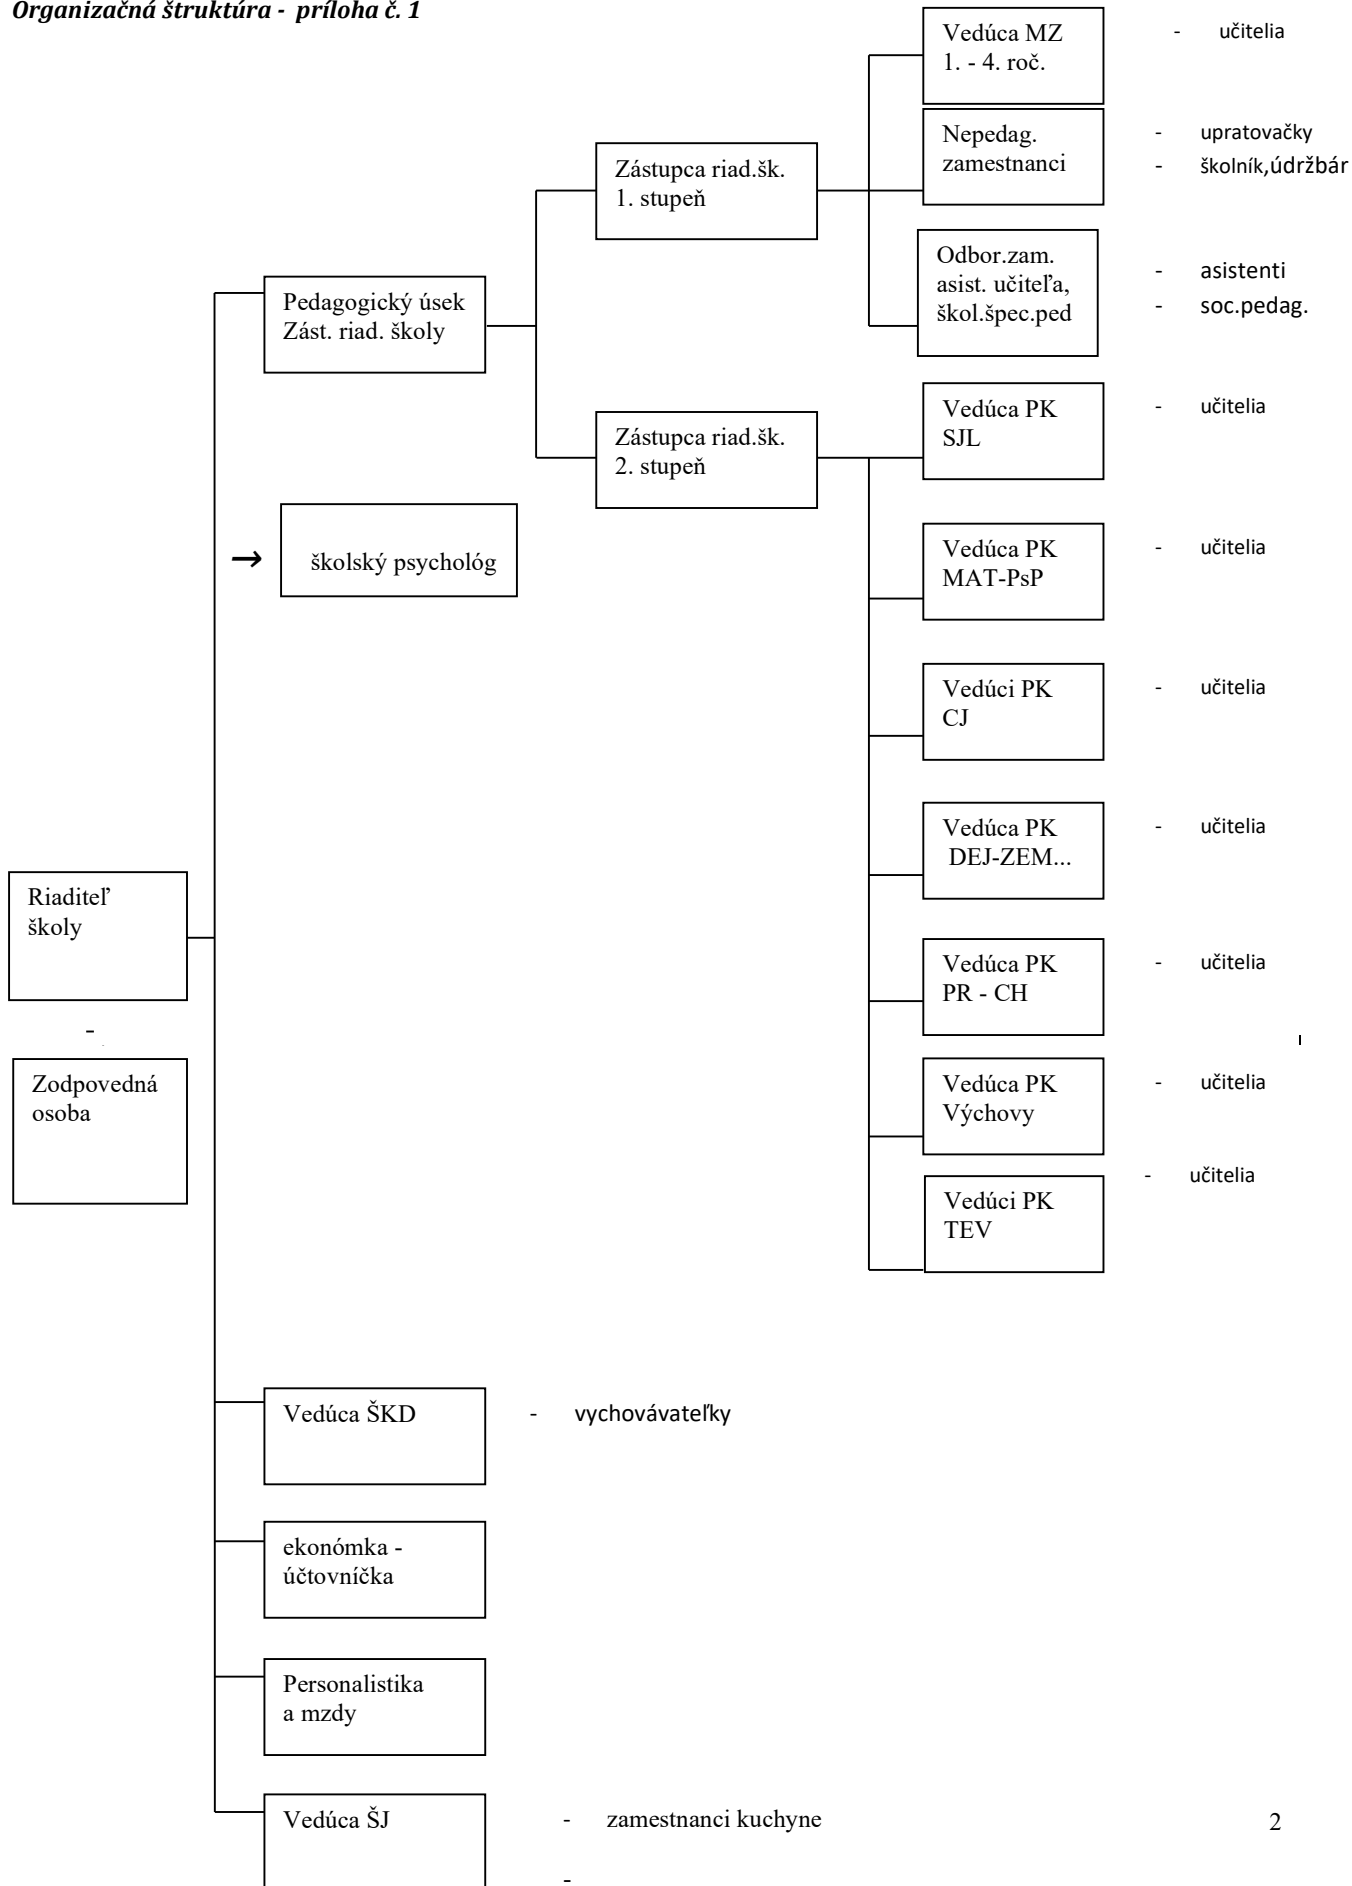 Organizačná štruktúra - príloha č. 1
Vedúca MZ
1. - 4. roč.
- učitelia
Nepedag.
zamestnanci
- upratovačky
- školník,údržbár
Zástupca riad.šk.
1. stupeň
Odbor.zam.
asist. učiteľa,
škol.špec.ped
- asistenti
- soc.pedag.
Pedagogický úsek
Zást. riad. školy
Zástupca riad.šk.
2. stupeň
Vedúca PK
SJL
- učitelia
→ školský psychológ
Vedúca PK
MAT-PsP
- učitelia
Vedúci PK
CJ
- učitelia
Vedúca PK
DEJ-ZEM...
- učitelia
Riaditeľ
školy
-
Vedúca PK
PR - CH
- učitelia
Zodpovedná
osoba
Vedúca PK
Výchovy
- učitelia
Vedúci PK
TEV
- učitelia
Vedúca ŠKD
- vychovávateľky
ekonómka -
účtovníčka
Personalistika
a mzdy
Vedúca ŠJ
- zamestnanci kuchyne
-
2